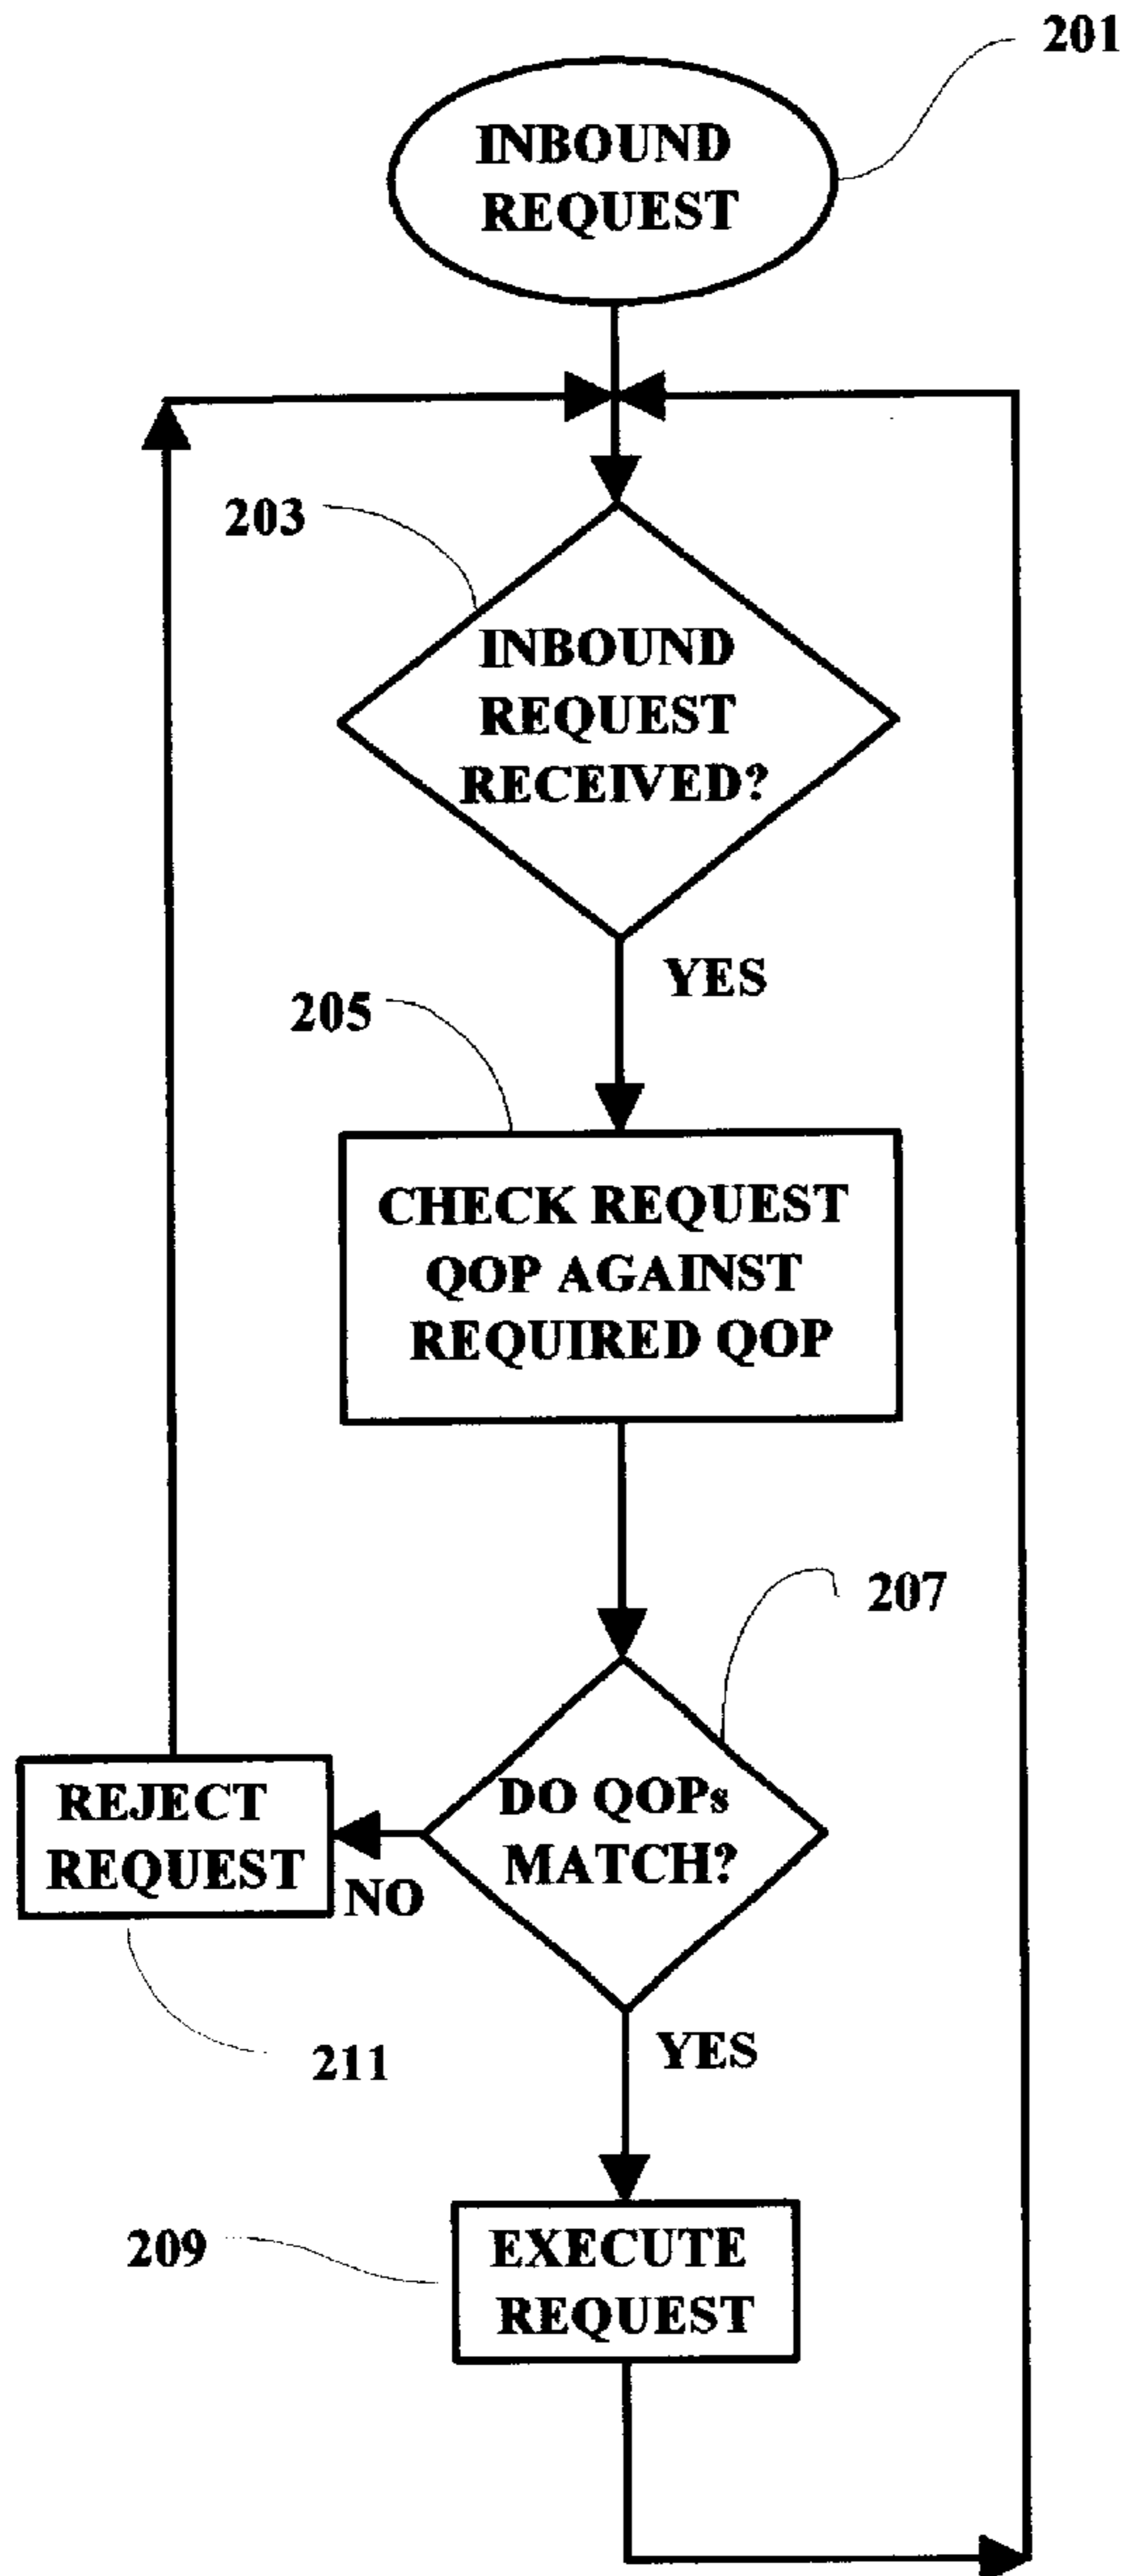 201
INBOUND
REQUEST
203
INBOUND
REQUEST
RECEIVED?
YES
205
CHECK REQUEST
QOP AGAINST
REQUIRED QOP
207
DO QOPs
MATCH?
REJECT
REQUEST
NO
211
YES
209
EXECUTE
REQUEST